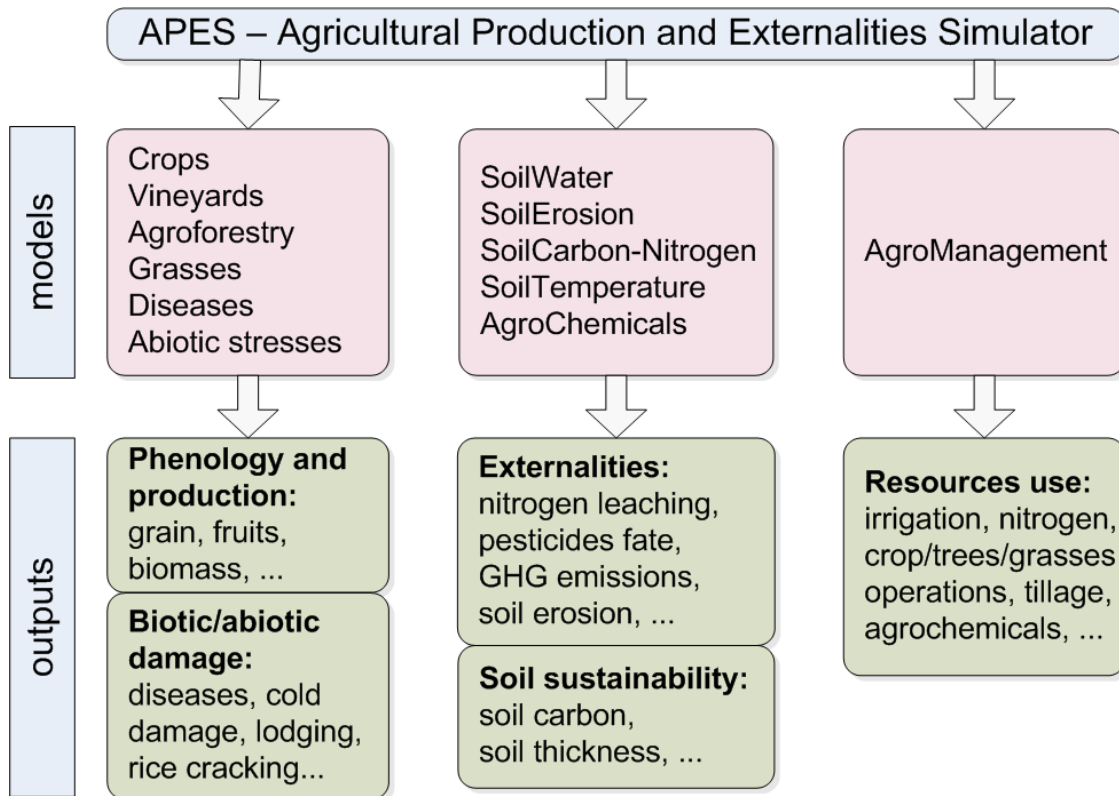 APES – Agricultural Production and Externalities Simulator
models
Crops
Vineyards
Agroforestry
Grasses
Diseases
Abiotic stresses
SoilWater
SoilErosion
SoilCarbon-Nitrogen
SoilTemperature
AgroChemicals
AgroManagement
outputs
Phenology and
production:
grain, fruits,
biomass, ...
Biotic/abiotic
damage:
diseases, cold
damage, lodging,
rice cracking...
Externalities:
nitrogen leaching,
pesticides fate,
GHG emissions,
soil erosion, ...
Soil sustainability:
soil carbon,
soil thickness, ...
Resources use:
irrigation, nitrogen,
crop/trees/grasses
operations, tillage,
agrochemicals, ...